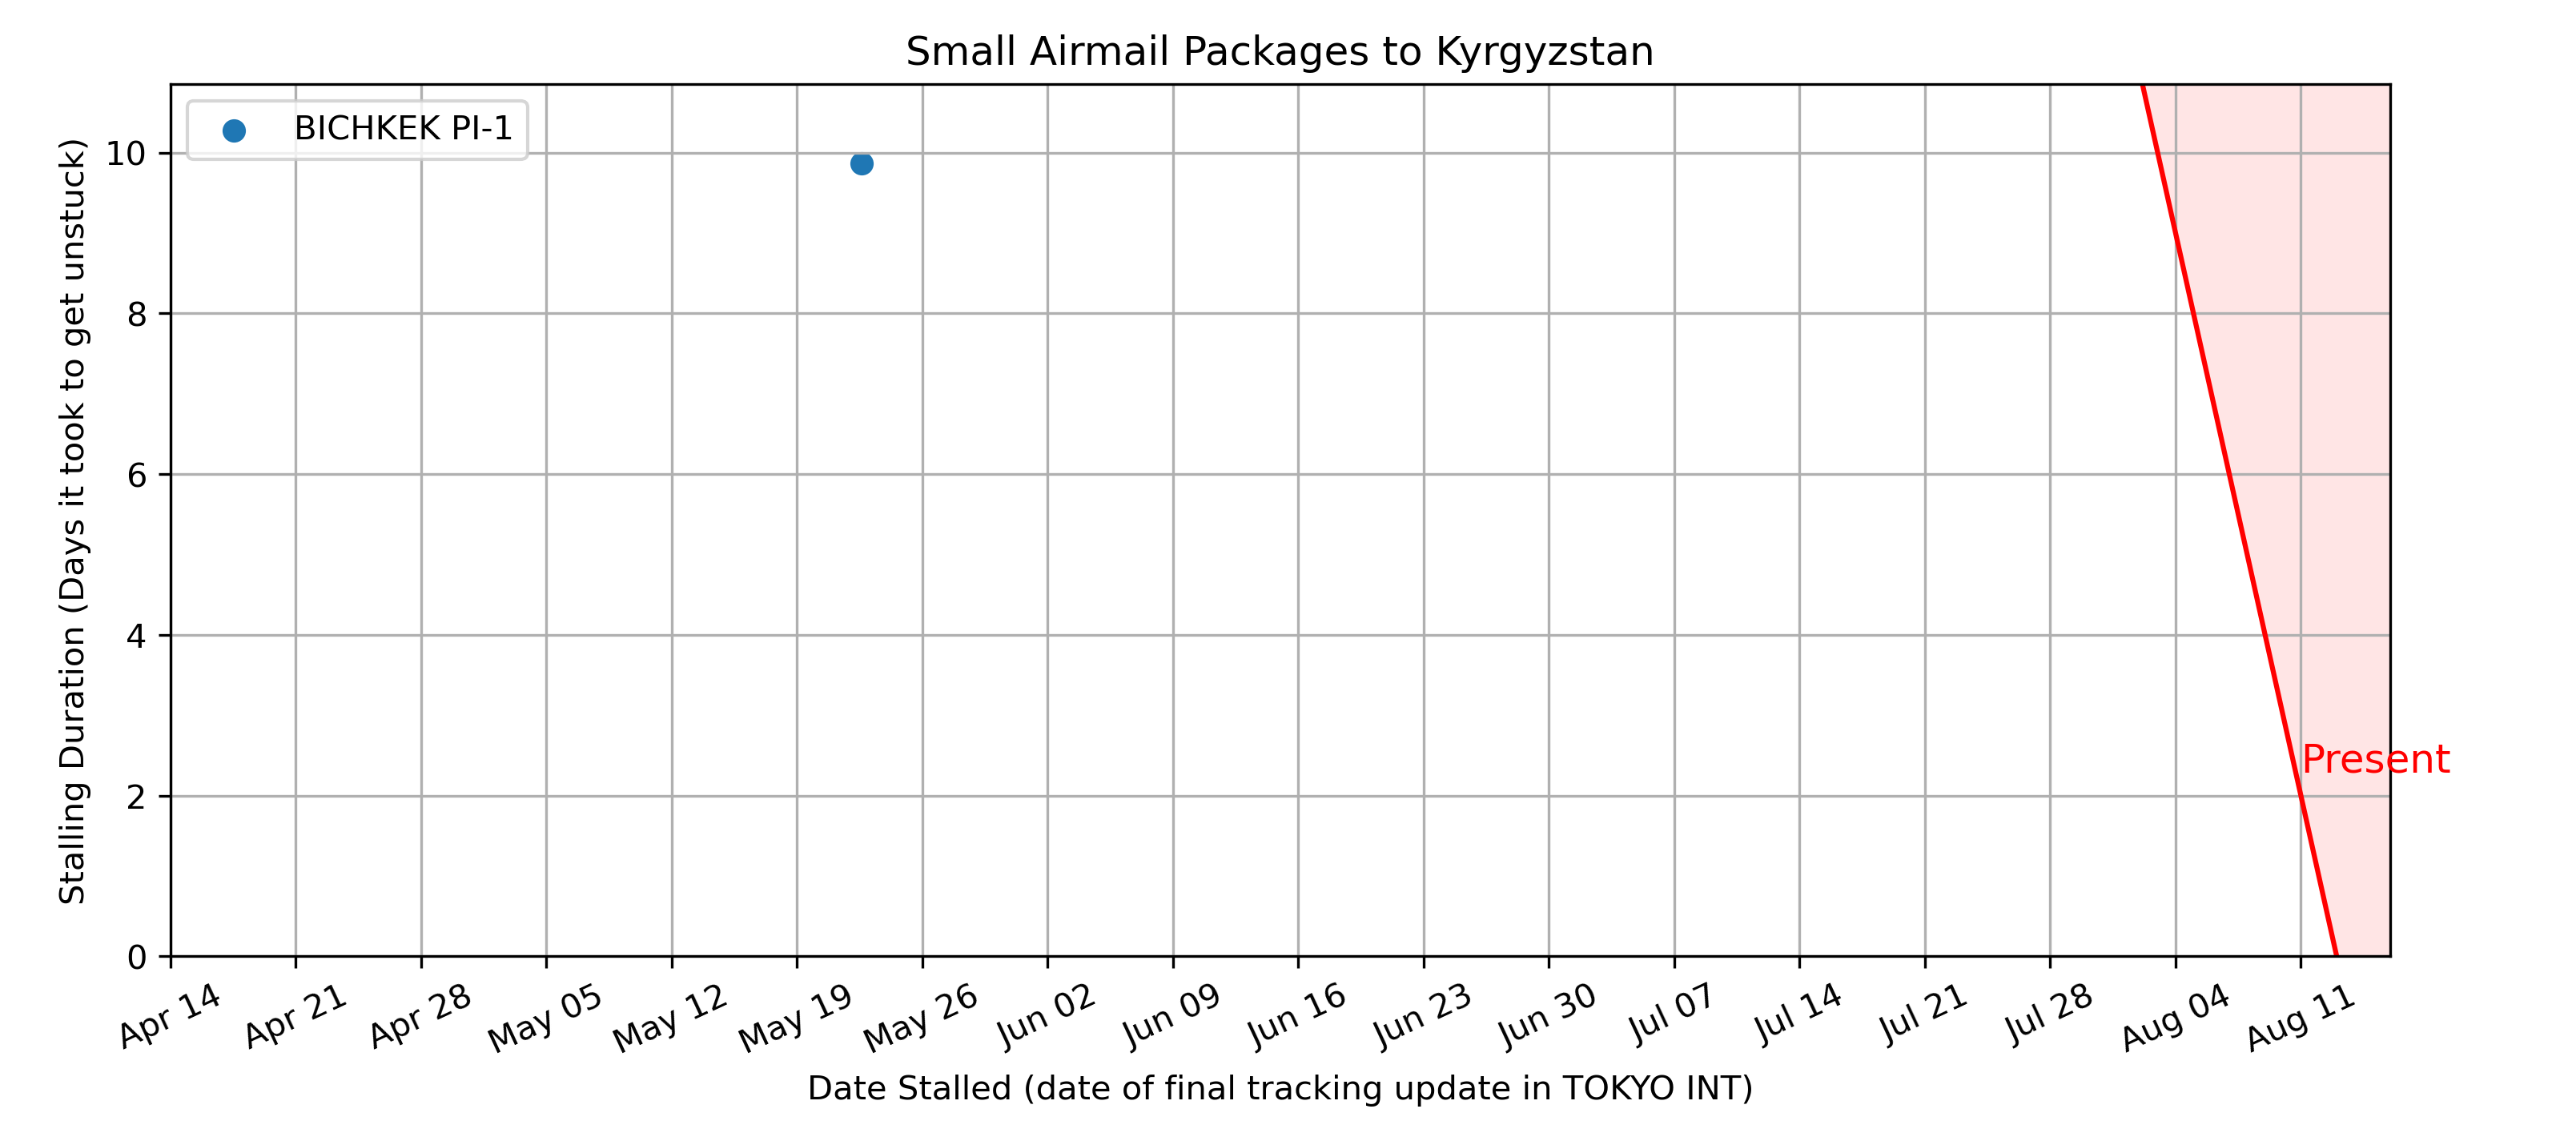 Small Airmail Packages to Kyrgyzstan
BICHKEK PI-1
Stalling Duration (Days it took to get unstuck)
10
8
6
4
2
0
Present
Apr 14
Apr 21
Apr 28
May 05
May 12
May 19
May 26
Jun 02
Jun 09
Jun 16
Jun 23
Jun 30
Jul 07
Jul 14
Jul 21
Jul 28
Aug 04
Aug 11
Date Stalled (date of final tracking update in TOKYO INT)